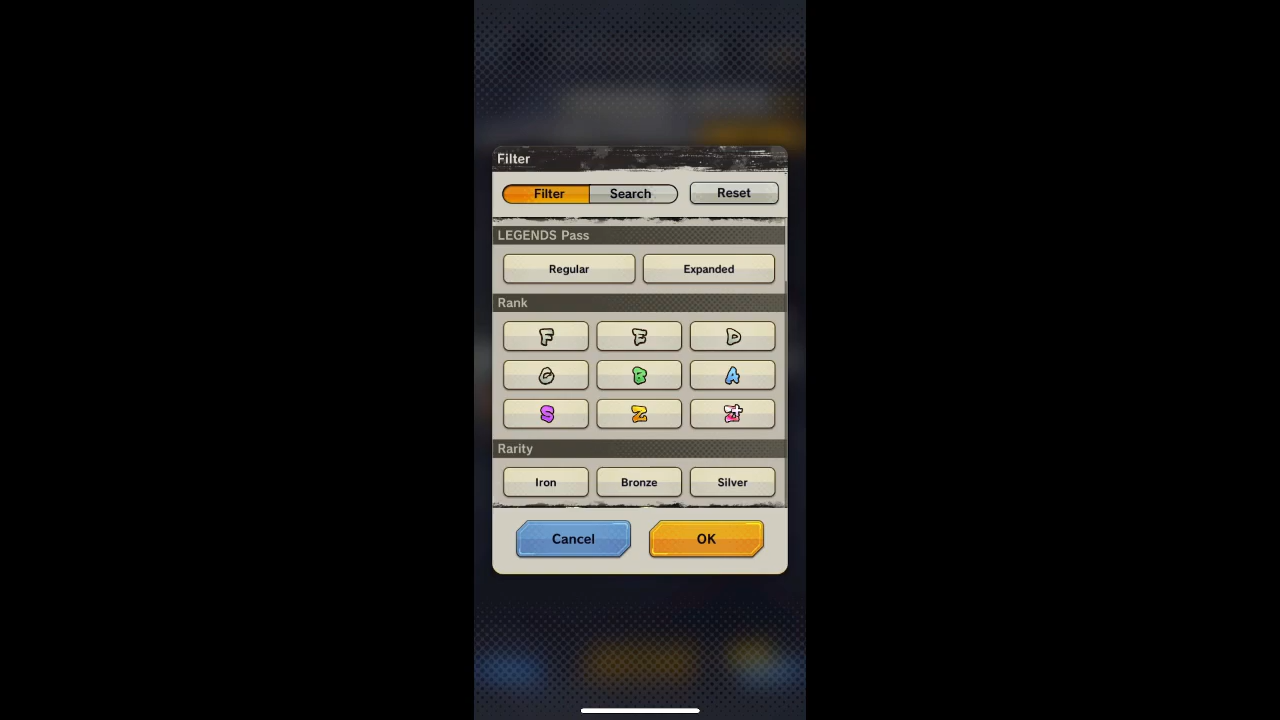 Filter
Filter Search Reset
LEGENDS Pass
Regular Expanded
Rank
F E D
C B A
S Z Z+
Rarity
Iron Bronze Silver
Cancel OK